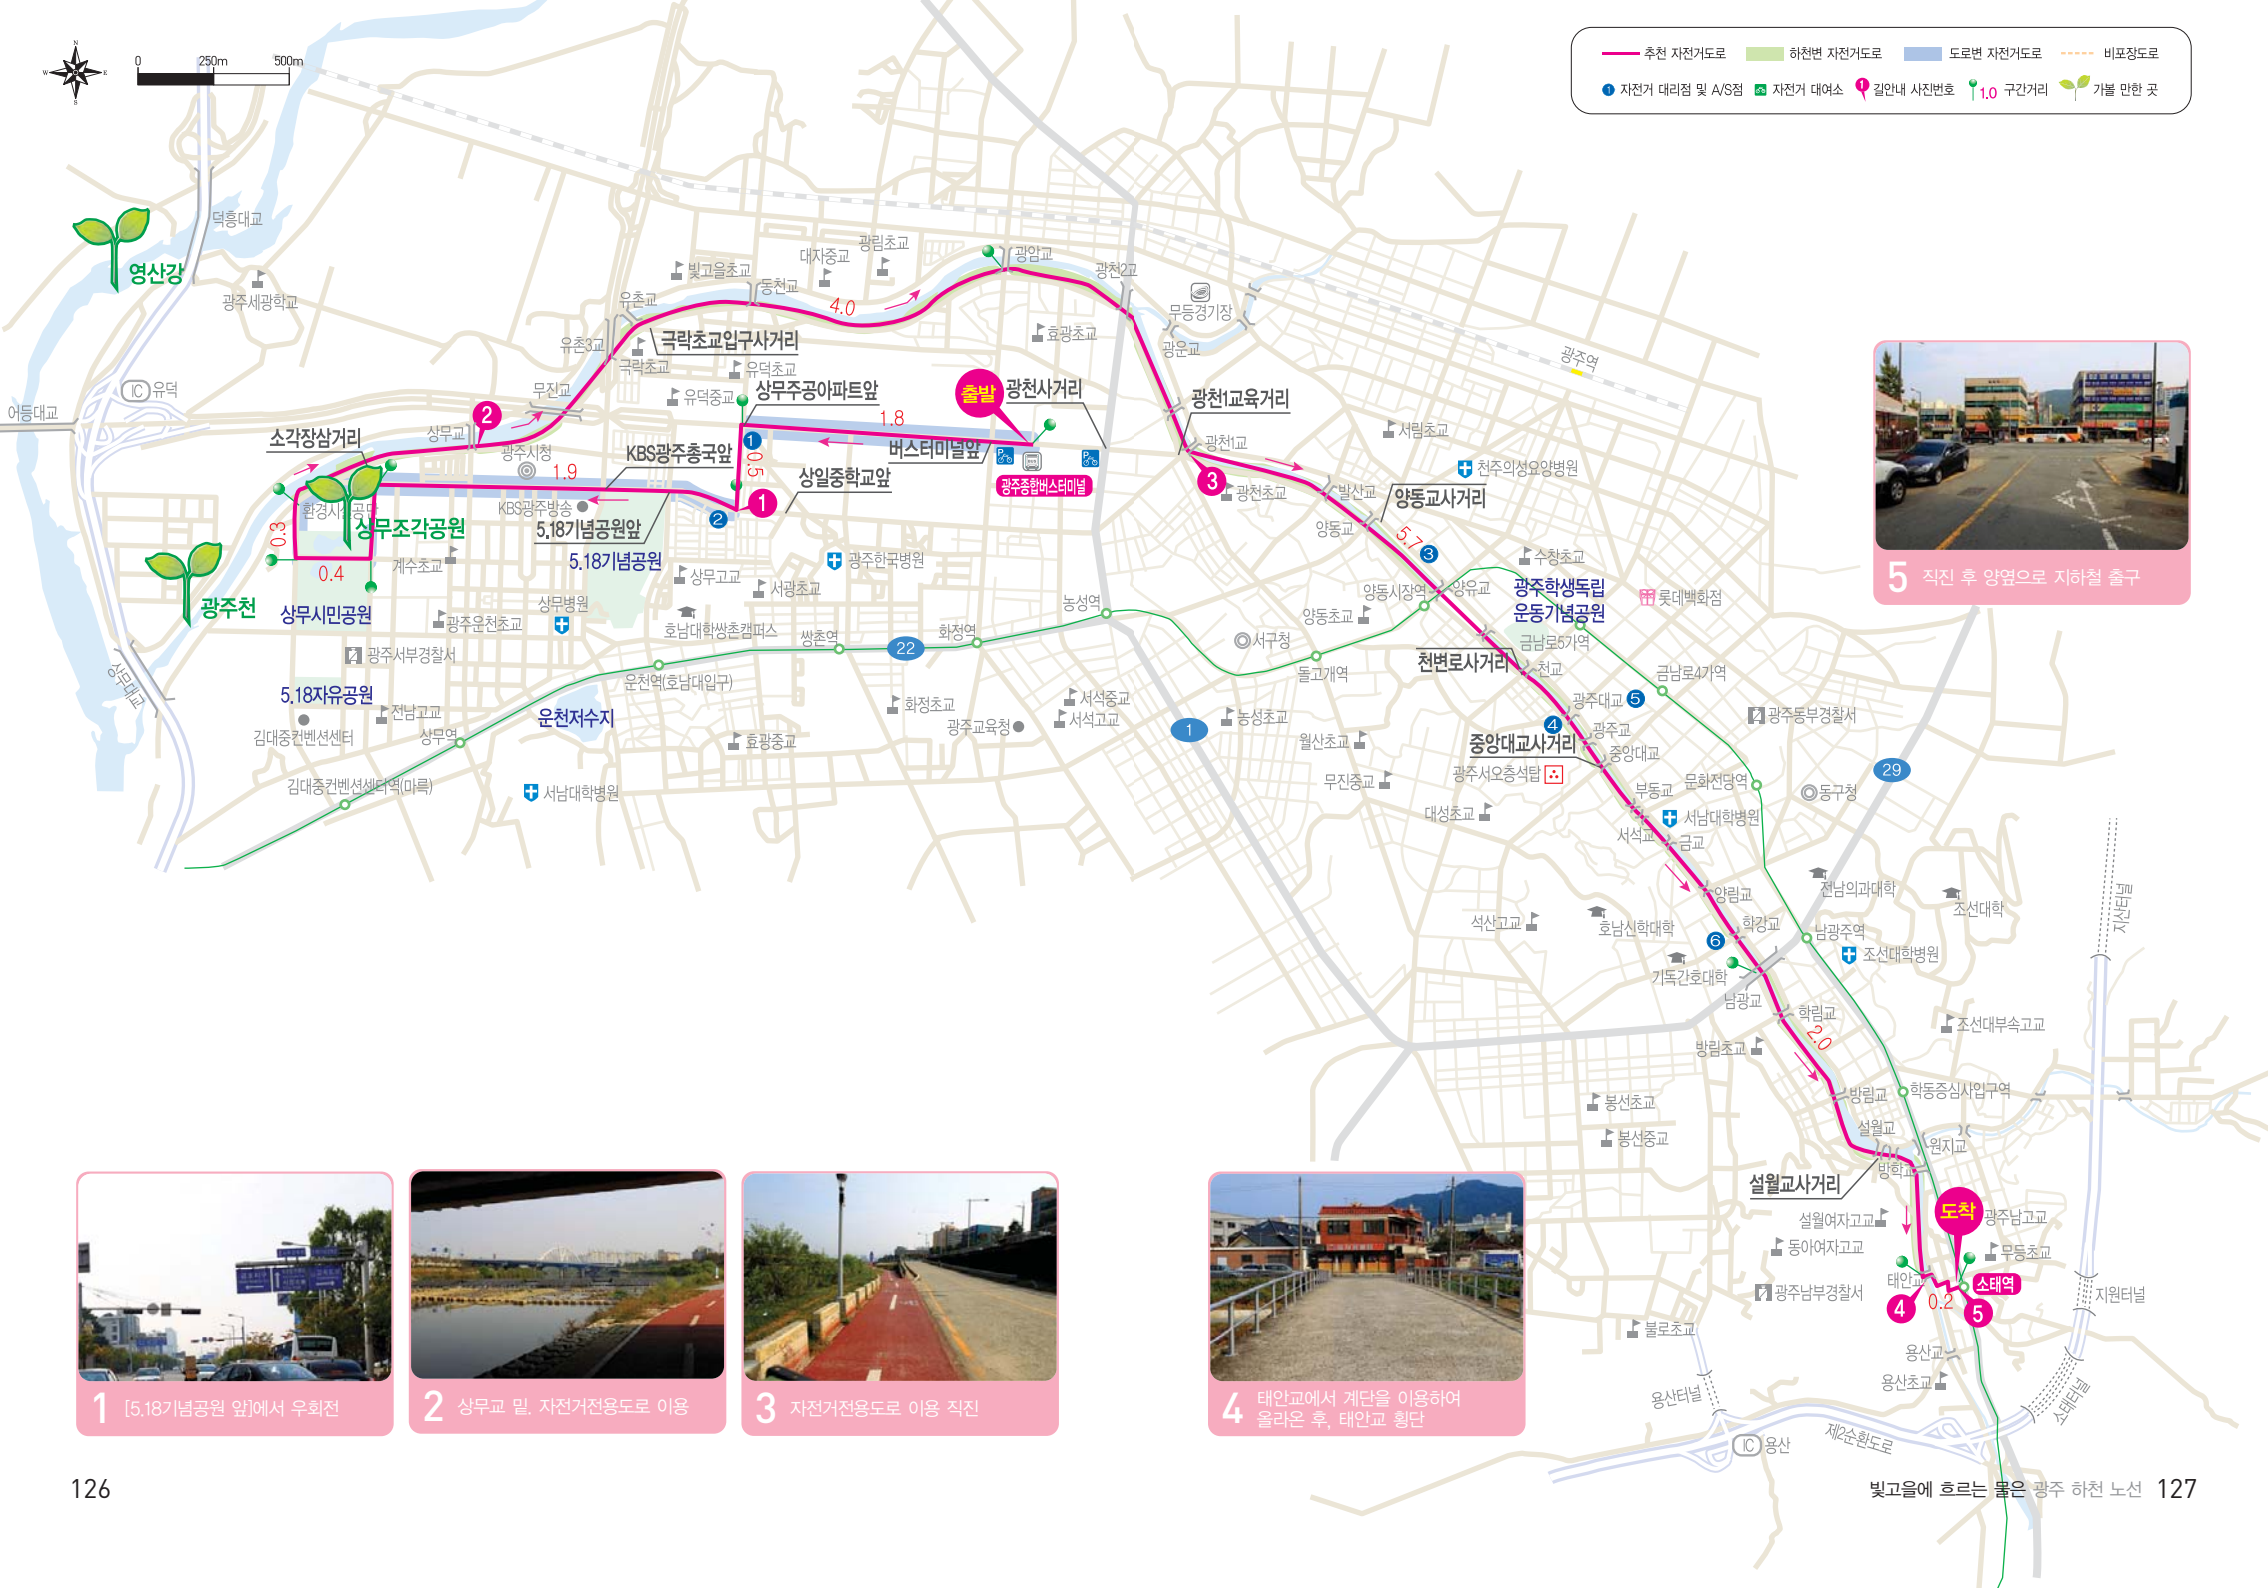 N
W
E
S
0 250m 500m
추천 자전거도로
하천변 자전거도로
도로변 자전거도로
비포장도로
1 자전거 대리점 및 A/S점
자전거 대여소
1 길안내 사진번호
1.0 구간거리
가볼 만한 곳
덕흥대교
영산강
광주세광학교
IC 유덕
어등대교
대자중교
광림초교
빛고을초교
동천교
유촌교
4.0
광암교
광천2교
무등경기장
광운교
효광초교
유촌3교
극락초교
극락초교입구사거리
유덕초교
유덕중교
무진교
상무주공아파트앞
출발
광천사거리
1.8
버스터미널앞
광주종합버스터미널
광천1교육거리
광천1교
3
광천초교
광주역
서림초교
천주의성요양병원
발산교
양동교사거리
양동교
5.7
3
수창초교
소각장삼거리
상무교
2
광주시청
1.9
KBS광주총국앞
KBS광주방송
5.18기념공원앞
5.18기념공원
1
0.5
상일중학교앞
1
2
환경시설공단
0.3
상무조각공원
0.4
계수초교
광주천
상무시민공원
상무병원
광주운천초교
광주서부경찰서
5.18자유공원
전남고교
김대중컨벤션센터
상무역
김대중컨벤션센터역(마륵)
상무대교
상무고교
서광초교
광주한국병원
호남대학쌍촌캠퍼스
쌍촌역
22
화정역
농성역
운천역(호남대입구)
운천저수지
화정초교
광주교육청
서석중교
서석고교
효광중교
서남대학병원
1
농성초교
서구청
돌고개역
양동시장역
양유교
양동초교
광주학생독립
운동기념공원
롯데백화점
금남로5가역
금남로4가역
천변로사거리
천교
광주대교
5
4
광주교
중앙대교
중앙대교사거리
광주서오층석탑
월산초교
무진중교
대성초교
광주동부경찰서
29
문화전당역
동구청
부동교
서남대학병원
서석교
금교
양림교
전남의과대학
조선대학
학강교
6
석산고교
호남신학대학
기독간호대학
남광주역
조선대학병원
남광교
학림교
2.0
방림초교
조선대부속고교
지산터널
방림교
학동증심사입구역
봉선초교
봉선중교
설월교
원지교
방학교
설월교사거리
설월여자고교
동아여자고교
도착
광주남고교
무등초교
태안교
소태역
4
0.2
5
광주남부경찰서
지원터널
불로초교
용산교
용산초교
용산터널
소태터널
IC 용산
제2순환도로
5 직진 후 양옆으로 지하철 출구
1 [5.18기념공원 앞]에서 우회전
2 상무교 밑. 자전거전용도로 이용
3 자전거전용도로 이용 직진
4 태안교에서 계단을 이용하여
올라온 후, 태안교 횡단
126
빛고을에 흐르는 물은 광주 하천 노선 127